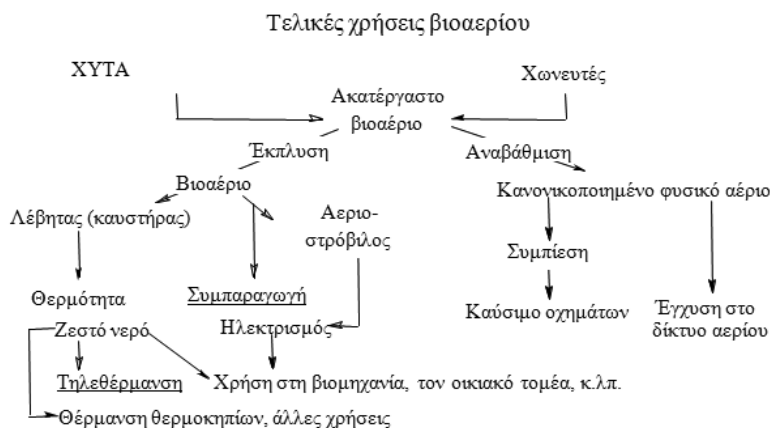 Τελικές χρήσεις βιοαερίου
ΧΥΤΑ
Χωνευτές
Ακατέργαστο
βιοαέριο
Έκπλυση
Αναβάθμιση
Βιοαέριο
Κανονικοποιημένο φυσικό αέριο
Λέβητας (καυστήρας)
Αεριο-
στρόβιλος
Συμπίεση
Θερμότητα
Συμπαραγωγή
Καύσιμο οχημάτων
Έγχυση στο
δίκτυο αερίου
Ζεστό νερό
Ηλεκτρισμός
Τηλεθέρμανση
Χρήση στη βιομηχανία, τον οικιακό τομέα, κ.λπ.
Θέρμανση θερμοκηπίων, άλλες χρήσεις